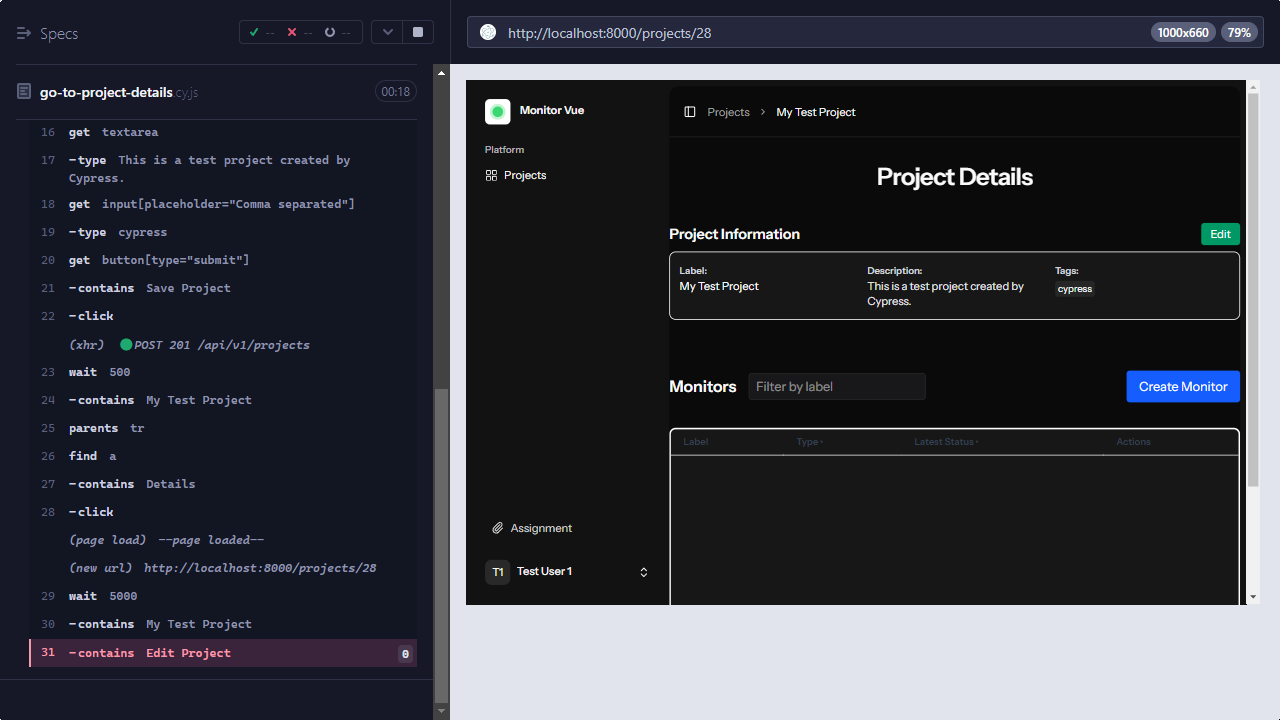 Specs
-- -- --
go-to-project-details.cy.js
00:18
16 get textarea
17 -type This is a test project created by
Cypress.
18 get input[placeholder="Comma separated"]
19 -type cypress
20 get button[type="submit"]
21 -contains Save Project
22 -click
(xhr) POST 201 /api/v1/projects
23 wait 500
24 -contains My Test Project
25 parents tr
26 find a
27 -contains Details
28 -click
(page load) --page loaded--
(new url) http://localhost:8000/projects/28
29 wait 5000
30 -contains My Test Project
31 -contains Edit Project 0
http://localhost:8000/projects/28
1000x660 79%
Monitor Vue
Platform
Projects
Assignment
T1 Test User 1
Projects > My Test Project
Project Details
Project Information
Edit
Label: Description: Tags:
My Test Project This is a test project created by cypress
Cypress.
Monitors Filter by label Create Monitor
Label Type Latest Status Actions